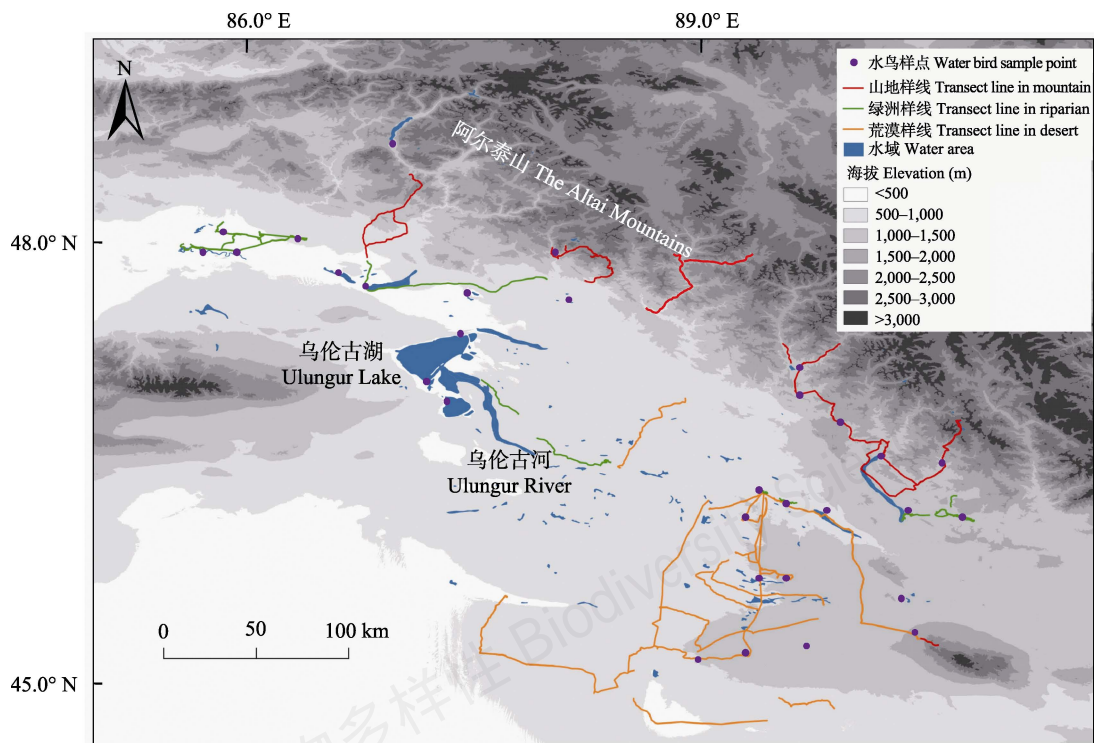 86.0° E
89.0° E
N
48.0° N
45.0° N
水鸟样点 Water bird sample point
山地样线 Transect line in mountain
绿洲样线 Transect line in riparian
荒漠样线 Transect line in desert
水域 Water area
海拔 Elevation (m)
<500
500–1,000
1,000–1,500
1,500–2,000
2,000–2,500
2,500–3,000
>3,000
阿尔泰山 The Altai Mountains
乌伦古湖
Ulungur Lake
乌伦古河
Ulungur River
0 50 100 km
多样性 Biodiversity